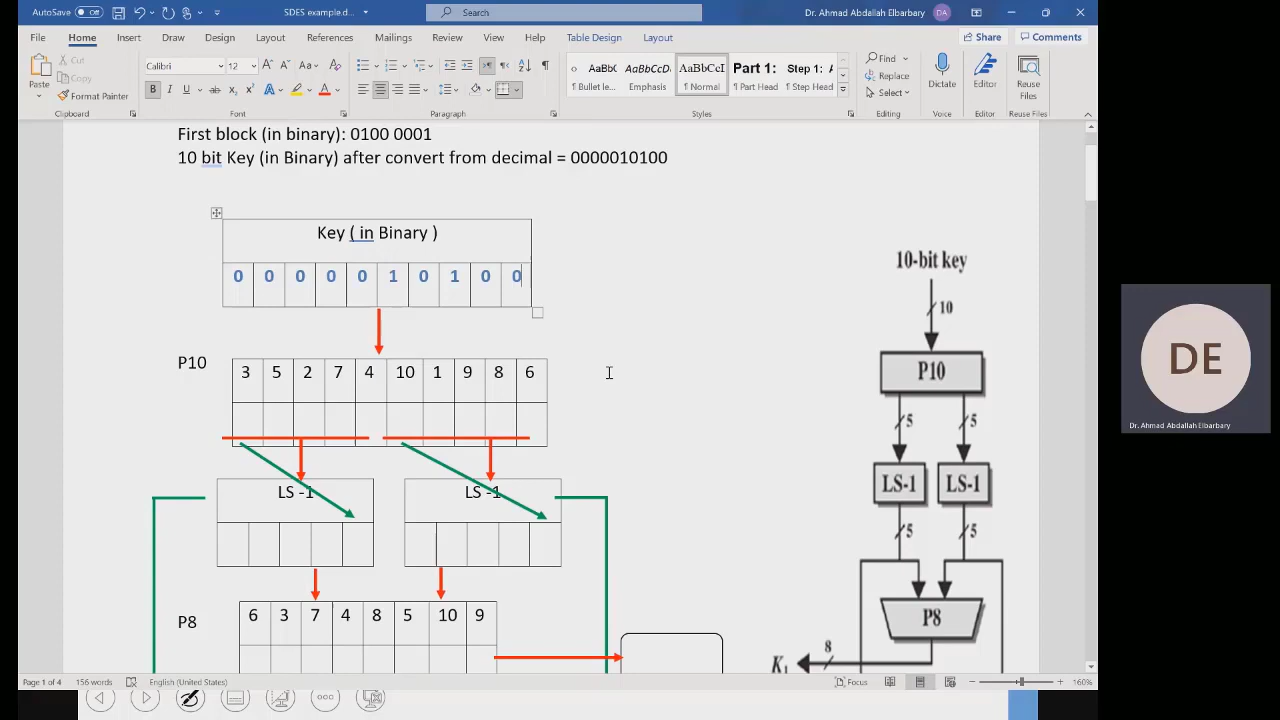 AutoSave Off SDES example.d... Search Dr. Ahmad Abdallah Elbarbary DA
File Home Insert Draw Design Layout References Mailings Review View Help Table Design Layout Share Comments
Paste Cut Copy Format Painter
Calibri 12
AaBbC AaBbCcD AaBbCcI Part 1: Step 1: A
¶ Bullet le... Emphasis ¶ Normal ¶ Part Head ¶ Step Head
Find Replace Select Dictate Editor Reuse Files
Clipboard Font Paragraph Styles Editing Voice Editor Reuse Files
First block (in binary): 0100 0001
10 bit Key (in Binary) after convert from decimal = 0000010100
Key ( in Binary )
0 0 0 0 0 1 0 1 0 0
P10
3 5 2 7 4 10 1 9 8 6
LS -1 LS -1
P8
6 3 7 4 8 5 10 9
10-bit key
10
P10
5 5
LS-1 LS-1
5 5
P8
8
K1
DE
Dr. Ahmad Abdallah Elbarbary
Page 1 of 4 156 words English (United States) Focus 160%